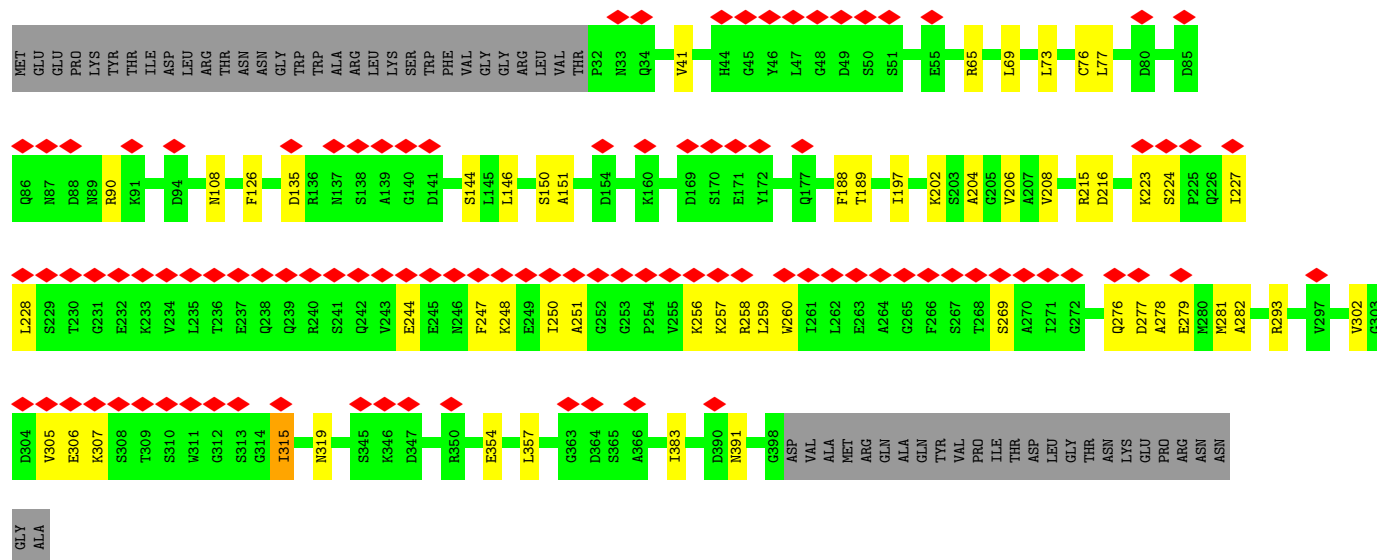 MET GLU GLU PRO LYS TYR THR ILE ASP LEU ARG THR ASN ASN GLY TRP TRP ALA ARG LEU LYS SER TRP PHE VAL GLY GLY ARG LEU VAL THR P32 N33 Q34 V41 H44 G45 Y46 L47 G48 D49 S50 S51 E55 R65 L69 L73 C76 L77 D80 D85
Q86 N87 D88 N89 R90 K91 D94 N108 F126 D135 R136 N137 S138 A139 G140 D141 S144 L145 L146 S150 A151 D154 K160 D169 S170 E171 Y172 Q177 F188 T189 I197 K202 S203 A204 G205 V206 A207 V208 R215 D216 K223 S224 P225 Q226 I227
L228 S229 T230 G231 E232 K233 V234 L235 T236 E237 Q238 Q239 R240 S241 Q242 V243 E244 E245 N246 F247 K248 E249 I250 A251 G252 G253 P254 V255 K256 K257 R258 L259 W260 I261 L262 E263 A264 G265 F266 S267 T268 S269 A270 I271 G272 Q276 D277 A278 E279 M280 M281 A282 R293 V297 V302 G303
D304 V305 E306 K307 S308 T309 S310 W311 G312 S313 G314 I315 N319 S345 K346 D347 R350 E354 L357 G363 D364 S365 A366 I383 D390 N391 G398 ASP VAL ALA MET ARG GLN ALA GLN TYR VAL PRO ILE THR ASP LEU GLY THR ASN LYS GLU PRO ARG ASN ASN
GLY ALA